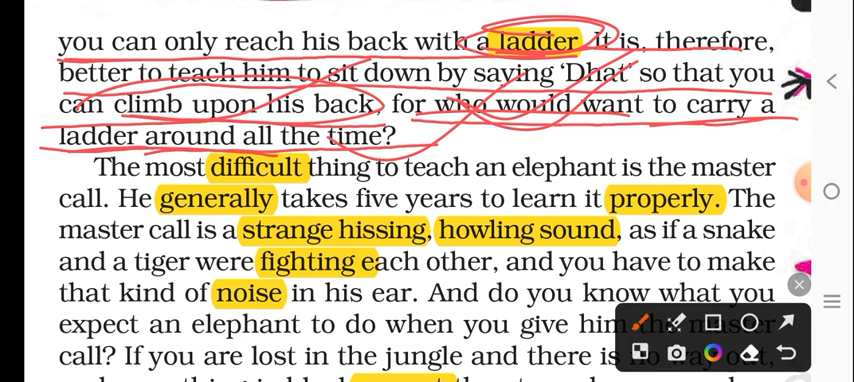 you can only reach his back with a ladder. It is, therefore,
better to teach him to sit down by saying ‘Dhat’ so that you
can climb upon his back, for who would want to carry a
ladder around all the time?
The most difficult thing to teach an elephant is the master
call. He generally takes five years to learn it properly. The
master call is a strange hissing, howling sound, as if a snake
and a tiger were fighting each other, and you have to make
that kind of noise in his ear. And do you know what you
expect an elephant to do when you give him the master
call? If you are lost in the jungle and there is no way out,